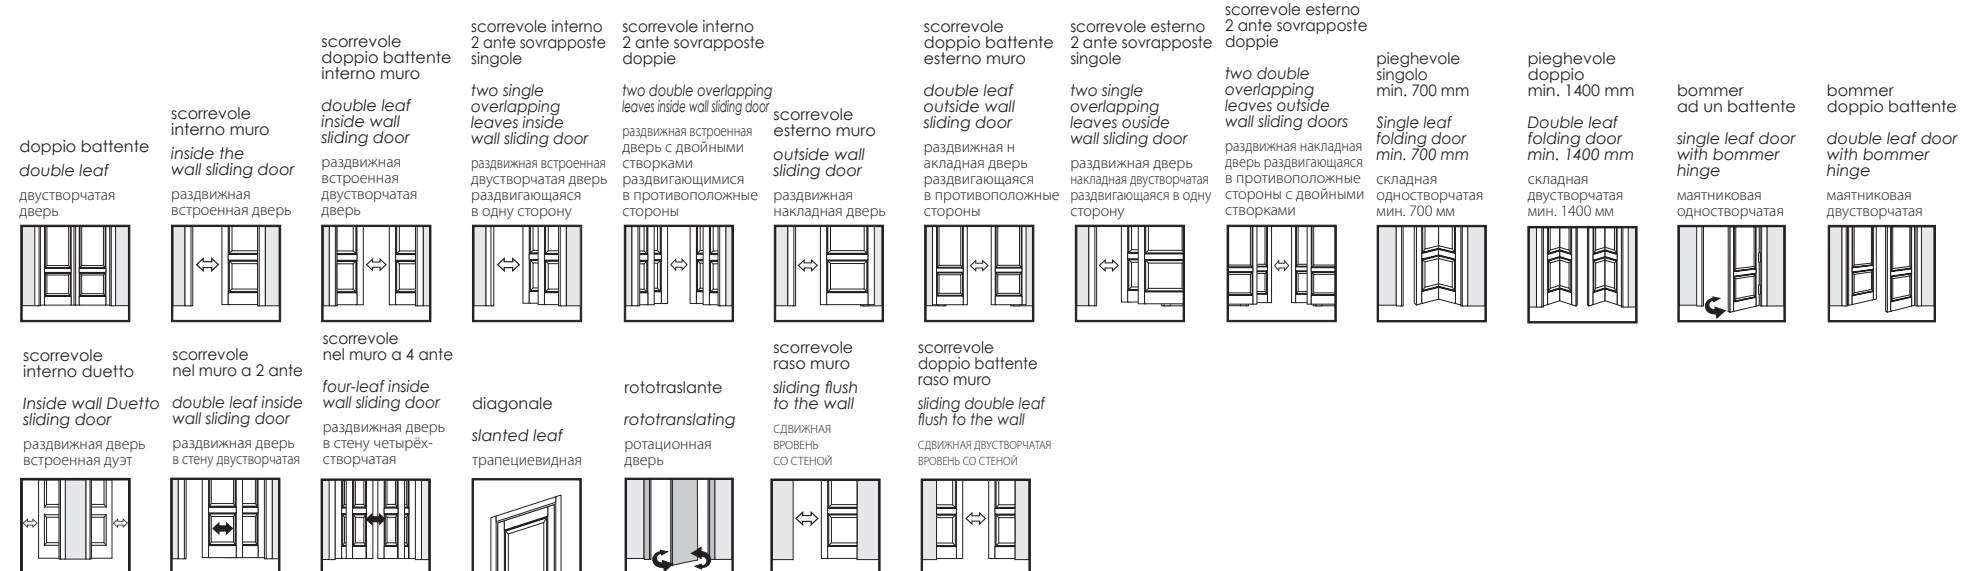 doppio battente
double leaf
двустворчатая
дверь
scorrevole
interno muro
inside the
wall sliding door
раздвижная
встроенная дверь
scorrevole
doppio battente
interno muro
double leaf
inside wall
sliding door
раздвижная
встроенная
двустворчатая
дверь
scorrevole interno
2 ante sovrapposte
singole
two single
overlapping
leaves inside
wall sliding door
раздвижная встроенная
двустворчатая дверь
раздвигающаяся
в одну сторону
scorrevole interno
2 ante sovrapposte
doppie
two double overlapping
leaves inside wall sliding door
раздвижная встроенная
дверь с двойными
створками
раздвигающимися
в противоположные
стороны
scorrevole
esterno muro
outside wall
sliding door
раздвижная
накладная дверь
scorrevole
doppio battente
esterno muro
double leaf
outside wall
sliding door
раздвижная н
акладная дверь
раздвигающаяся
в противоположные
стороны
scorrevole esterno
2 ante sovrapposte
singole
two single
overlapping
leaves ouside
wall sliding door
раздвижная дверь
накладная двустворчатая
раздвигающаяся в одну
сторону
scorrevole esterno
2 ante sovrapposte
doppie
two double
overlapping
leaves outside
wall sliding doors
раздвижная накладная
дверь раздвигающаяся
в противоположные
стороны с двойными
створками
pieghevole
singolo
min. 700 mm
Single leaf
folding door
min. 700 mm
складная
одностворчатая
мин. 700 мм
pieghevole
doppio
min. 1400 mm
Double leaf
folding door
min. 1400 mm
складная
двустворчатая
мин. 1400 мм
bommer
ad un battente
single leaf door
with bommer
hinge
маятниковая
одностворчатая
bommer
doppio battente
double leaf door
with bommer
hinge
маятниковая
двустворчатая
scorrevole
interno duetto
Inside wall Duetto
sliding door
раздвижная дверь
встроенная дуэт
scorrevole
nel muro a 2 ante
double leaf inside
wall sliding door
раздвижная дверь
в стену двустворчатая
scorrevole
nel muro a 4 ante
four-leaf inside
wall sliding door
раздвижная дверь
в стену четырёх-
створчатая
diagonale
slanted leaf
трапециевидная
rototraslante
rototranslating
ротационная
дверь
scorrevole
raso muro
sliding flush
to the wall
СДВИЖНАЯ
ВРОВЕНЬ
СО СТЕНОЙ
scorrevole
doppio battente
raso muro
sliding double leaf
flush to the wall
СДВИЖНАЯ ДВУСТВОРЧАТАЯ
ВРОВЕНЬ СО СТЕНОЙ